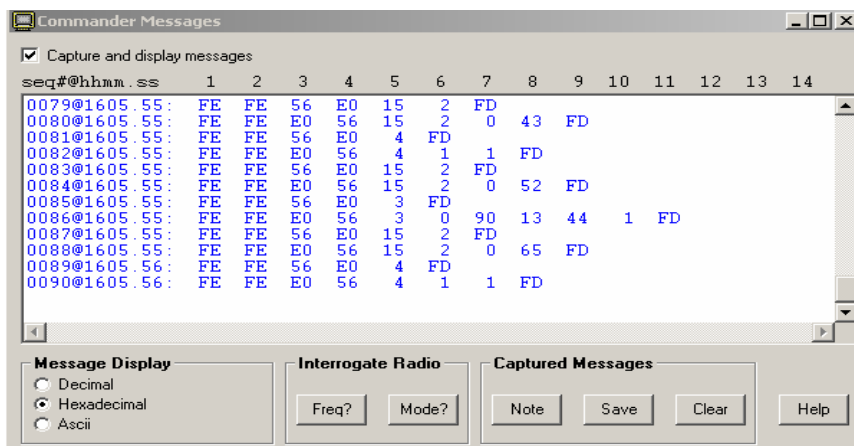 Commander Messages
Capture and display messages
seq#@hhmm.ss 1 2 3 4 5 6 7 8 9 10 11 12 13 14
0079@1605.55: FE FE 56 E0 15 2 FD
0080@1605.55: FE FE E0 56 15 2 0 43 FD
0081@1605.55: FE FE 56 E0 4 FD
0082@1605.55: FE FE E0 56 4 1 1 FD
0083@1605.55: FE FE 56 E0 15 2 FD
0084@1605.55: FE FE E0 56 15 2 0 52 FD
0085@1605.55: FE FE 56 E0 3 FD
0086@1605.55: FE FE E0 56 3 0 90 13 44 1 FD
0087@1605.55: FE FE 56 E0 15 2 FD
0088@1605.55: FE FE E0 56 15 2 0 65 FD
0089@1605.56: FE FE 56 E0 4 FD
0090@1605.56: FE FE E0 56 4 1 1 FD
Message Display Interrogate Radio Captured Messages
Decimal
Hexadecimal
Ascii
Freq? Mode? Note Save Clear Help